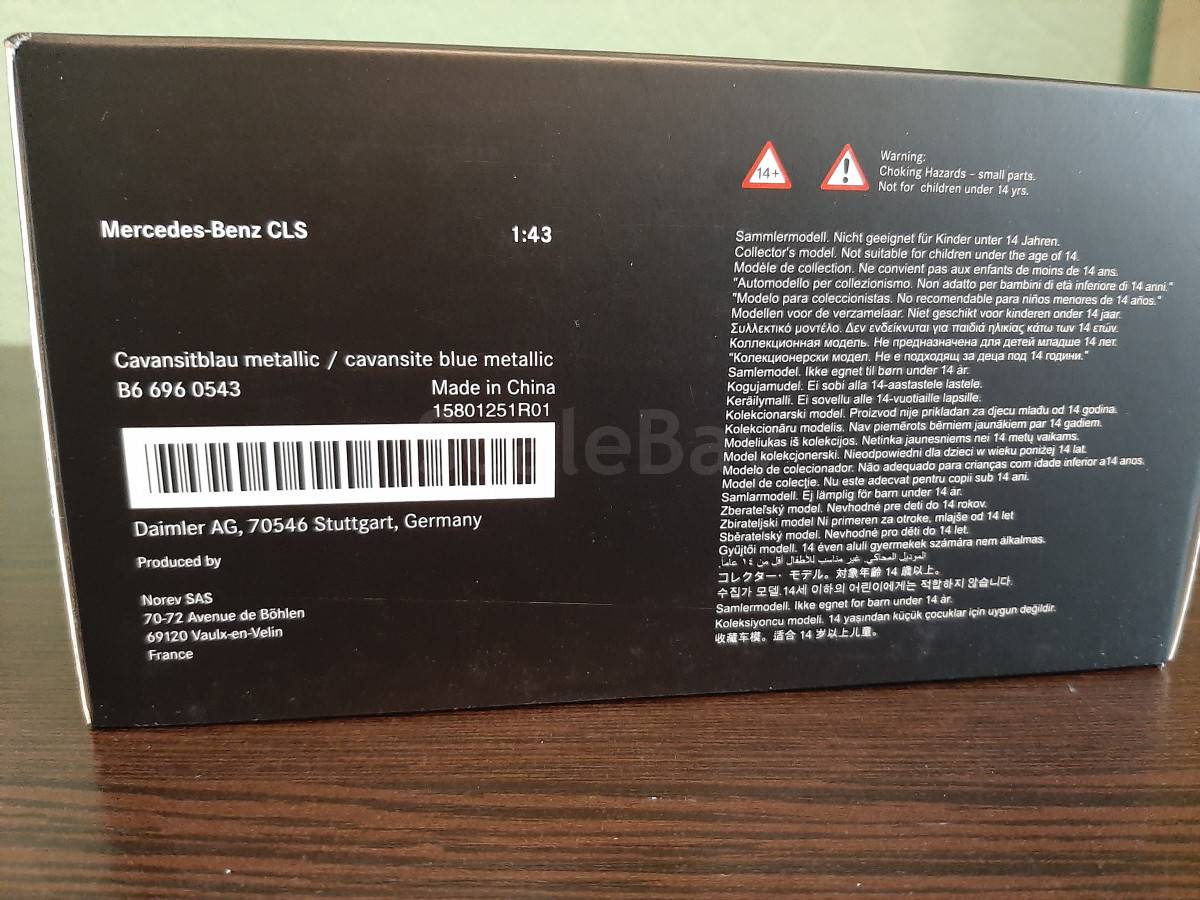 Mercedes-Benz CLS
1:43
Cavansitblau metallic / cavansite blue metallic
B6 696 0543
Made in China
15801251R01
Daimler AG, 70546 Stuttgart, Germany
Produced by
Norev SAS
70-72 Avenue de Böhlen
69120 Vaulx-en-Velin
France
14+
!
Warning:
Choking Hazards - small parts.
Not for children under 14 yrs.
Sammlermodell. Nicht geeignet für Kinder unter 14 Jahren.
Collector's model. Not suitable for children under the age of 14.
Modèle de collection. Ne convient pas aux enfants de moins de 14 ans.
"Automodello per collezionismo. Non adatto per bambini di età inferiore di 14 anni."
"Modelo para coleccionistas. No recomendable para niños menores de 14 años."
Modellen voor de verzamelaar. Niet geschikt voor kinderen onder 14 jaar.
Συλλεκτικό μοντέλο. Δεν ενδείκνυται για παιδιά ηλικίας κάτω των 14 ετών.
Коллекционная модель. Не предназначена для детей младше 14 лет.
"Колекционерски модел. Не е подходящ за деца под 14 години."
Samlemodel. Ikke egnet til børn under 14 år.
Kogujamudel. Ei sobi alla 14-aastastele lastele.
Keräilymalli. Ei sovellu alle 14-vuotiaille lapsille.
Kolekcionarski model. Proizvod nije prikladan za djecu mlađu od 14 godina.
Kolekcionāru modelis. Nav piemērots bērniem jaunākiem par 14 gadiem.
Modeliukas iš kolekcijos. Netinka jaunesniems nei 14 metų vaikams.
Model kolekcjonerski. Nieodpowiedni dla dzieci w wieku poniżej 14 lat.
Modelo de colecionador. Não adequado para crianças com idade inferior a14 anos.
Model de colecţie. Nu este adecvat pentru copii sub 14 ani.
Samlarmodell. Ej lämplig för barn under 14 år.
Zberateľský model. Nevhodné pre deti do 14 rokov.
Zbirateljski model Ni primeren za otroke, mlajše od 14 let
Sběratelský model. Nevhodné pro děti do 14 let.
Gyűjtői modell. 14 éven aluli gyermekek számára nem alkalmas.
الموديل المحاكي. غير مناسب للأطفال أقل من ١٤ عاماً.
コレクター・モデル。対象年齢 14 歳以上。
수집가 모델. 14세 이하의 어린이에게는 적합하지 않습니다.
Samlermodell. Ikke egnet for barn under 14 år.
Koleksiyoncu modeli. 14 yaşından küçük çocuklar için uygun değildir.
收藏车模。适合 14 岁以上儿童。